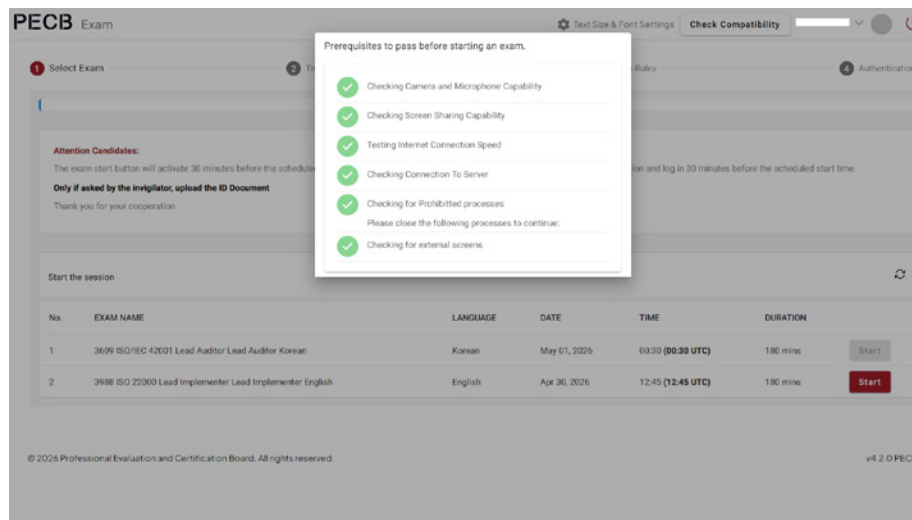 PECB Exam
Text Size & Font Settings
Check Compatibility
1 Select Exam
2 Te
Rules
4 Authentication
Prerequisites to pass before starting an exam.
Checking Camera and Microphone Capability
Checking Screen Sharing Capability
Testing Internet Connection Speed
Checking Connection To Server
Checking for Prohibitted processes
Please close the following processes to continue:
Checking for external screens
Attention Candidates:
The exam start button will activate 30 minutes before the schedule
ion and log in 30 minutes before the scheduled start time.
Only if asked by the invigilator, upload the ID Document
Thank you for your cooperation
Start the session
No. EXAM NAME LANGUAGE DATE TIME DURATION
1 3609 ISO/IEC 42001 Lead Auditor Lead Auditor Korean Korean May 01, 2026 00:30 (00:30 UTC) 180 mins Start
2 3988 ISO 22000 Lead Implementer Lead Implementer English English Apr 30, 2026 12:45 (12:45 UTC) 180 mins Start
© 2026 Professional Evaluation and Certification Board. All rights reserved.
v4.2.0 PEC